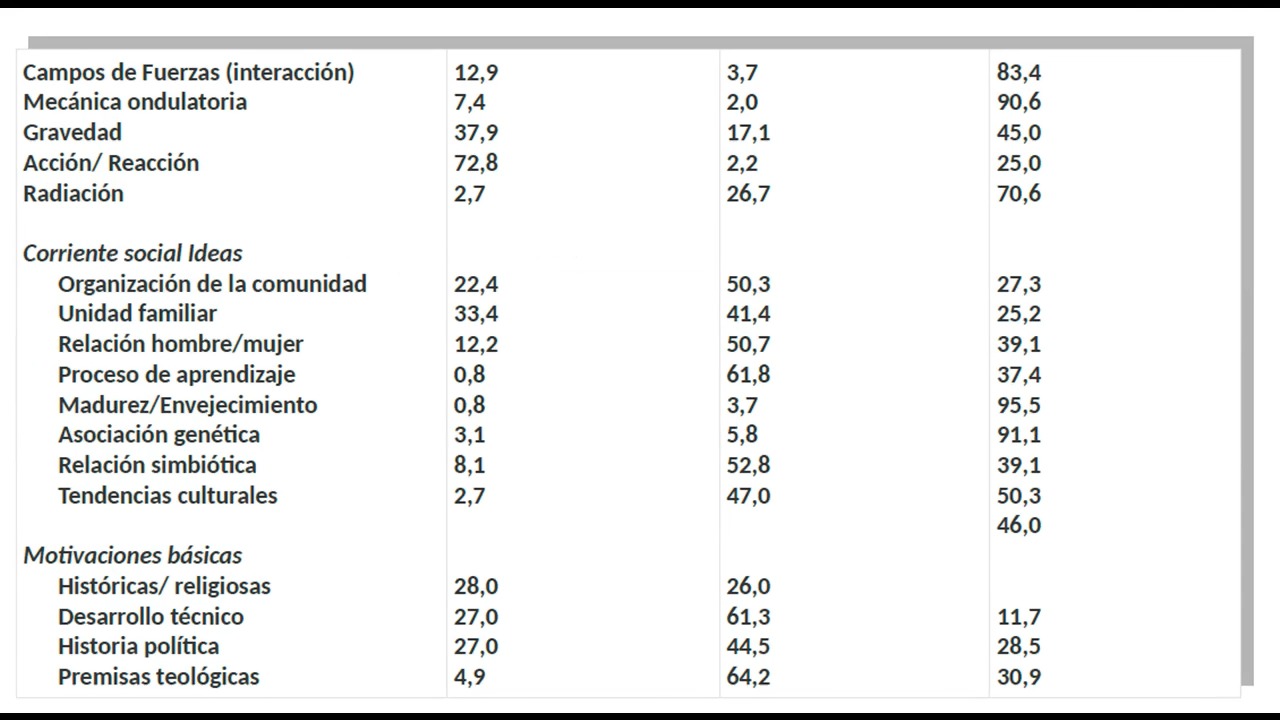 Campos de Fuerzas (interacción) 12,9 3,7 83,4
Mecánica ondulatoria 7,4 2,0 90,6
Gravedad 37,9 17,1 45,0
Acción/ Reacción 72,8 2,2 25,0
Radiación 2,7 26,7 70,6
Corriente social Ideas
Organización de la comunidad 22,4 50,3 27,3
Unidad familiar 33,4 41,4 25,2
Relación hombre/mujer 12,2 50,7 39,1
Proceso de aprendizaje 0,8 61,8 37,4
Madurez/Envejecimiento 0,8 3,7 95,5
Asociación genética 3,1 5,8 91,1
Relación simbiótica 8,1 52,8 39,1
Tendencias culturales 2,7 47,0 50,3
46,0
Motivaciones básicas
Históricas/ religiosas 28,0 26,0
Desarrollo técnico 27,0 61,3 11,7
Historia política 27,0 44,5 28,5
Premisas teológicas 4,9 64,2 30,9